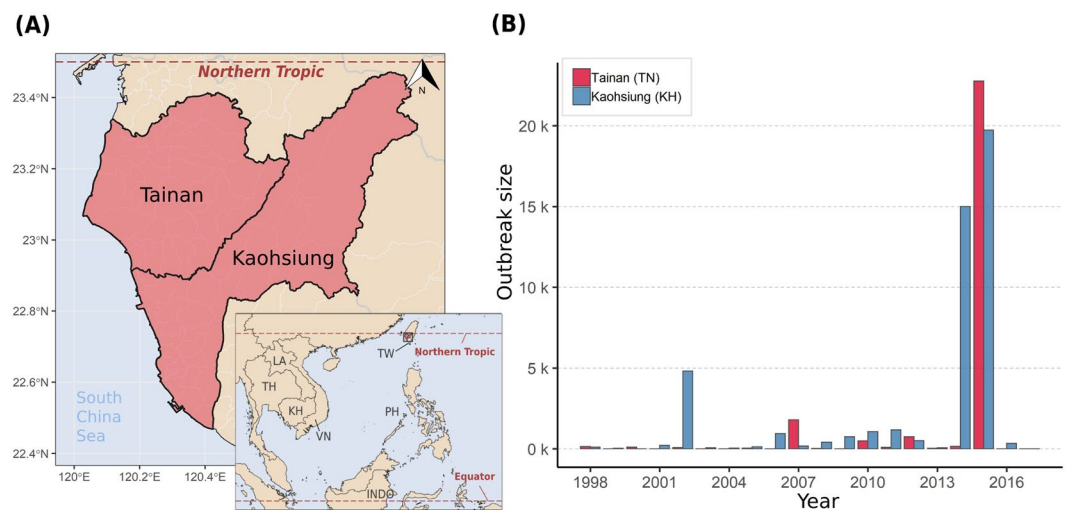 (A)
Northern Tropic
N
23.4°N
23.2°N
23°N
22.8°N
22.6°N
22.4°N
Tainan
Kaohsiung
South
China
Sea
120°E
120.2°E
120.4°E
TW
Northern Tropic
LA
TH
KH
VN
PH
INDO
Equator
(B)
Tainan (TN)
Kaohsiung (KH)
Outbreak size
20 k
15 k
10 k
5 k
0 k
1998
2001
2004
2007
2010
2013
2016
Year